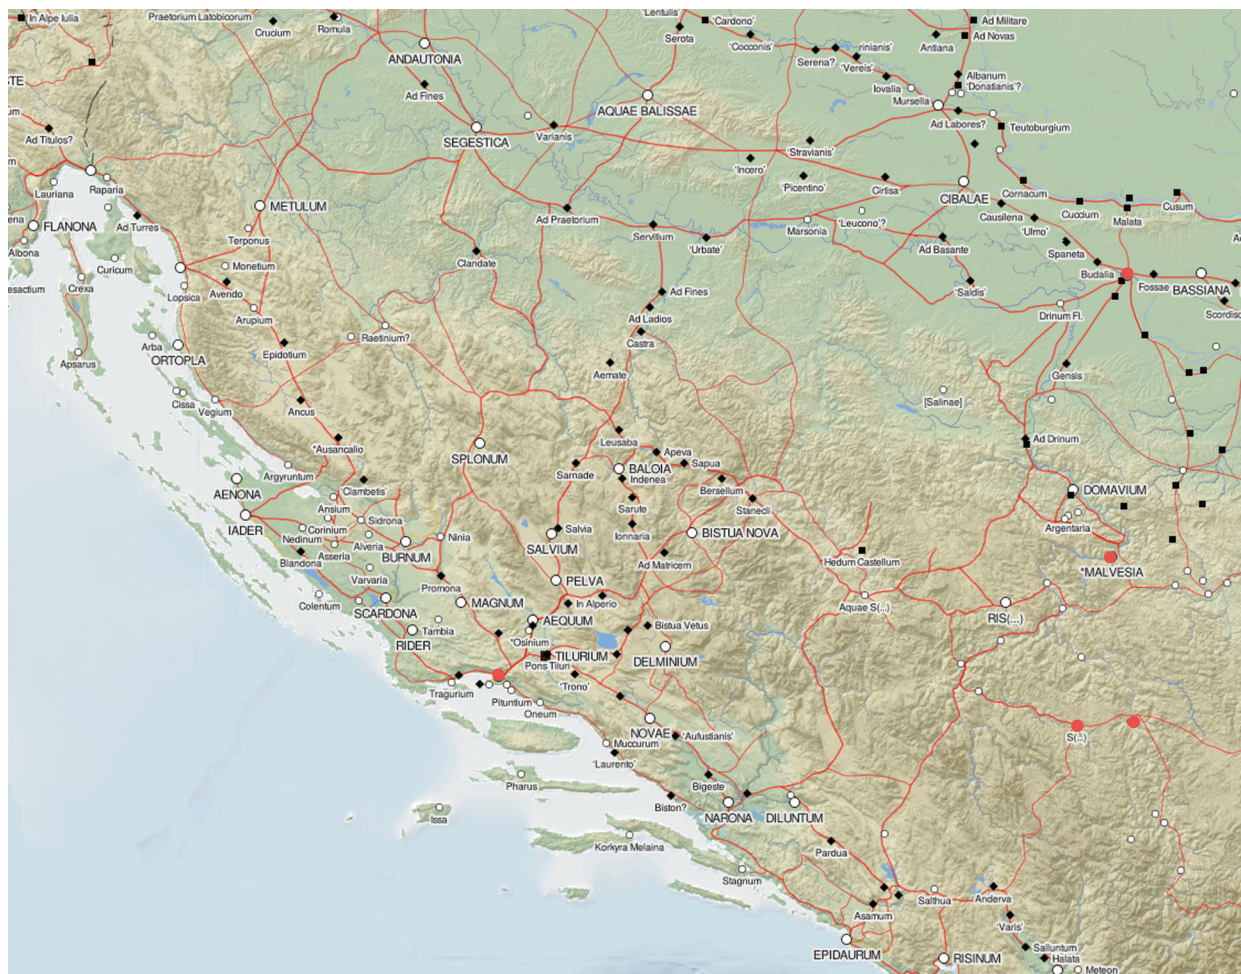 In Alpe Iulia
Praetorium Latobicorum
Crucium
Romula
Lentulis'
'Cardono'
Ad Militare
Serota
'Cocconis'
Antiana
Ad Novas
ANDAUTONIA
Serena?
'Vereis'
rinianis'
Albanum
'Donatianis'?
STE
Ad Fines
Iovalia
AQUAE BALISSAE
Mursella
um
Ad Labores?
Teutoburgium
Ad Titulos?
SEGESTICA
Varianis
'Stravianis'
m
'Incero'
Lauriana
Raparia
'Picentino'
Cirtisa
Cornacum
CIBALAE
Cusum
METULUM
Cuccium
ena
FLANONA
Ad Turres
Ad Praetorium
Causilena
Malata
Servitium
Marsonia
'Leucono'?
'Ulmo'
A
Terponus
Albona
'Urbate'
Ad Basante
Spaneta
Curicum
Monetium
Clandate
Budalia
esactium
Crexa
Lopsica
Avendo
Ad Fines
'Saldis'
Fossae
BASSIANA
Arupium
Ad Ladios
Drinum Fl.
Scordisc
Arba
Raetinium?
Castra
ORTOPLA
Epidotium
Apsarus
Aemate
Gensis
Cissa
Vegium
Ancus
[Salinae]
*Ausancalio
Leusaba
Ad Drinum
SPLONUM
Apeva
Argyruntum
Sarnade
BALOIA
Sapua
Indenea
'Clambetis'
Bersellum
AENONA
DOMAVIUM
Ansium
Sarute
Stanecli
IADER
Corinium
Sidrona
Salvia
Argentaria
Nedinum
Alveria
Ninia
Ionnaria
BISTUA NOVA
SALVIUM
Asseria
BURNUM
Blandona
Ad Matricem
Hedum Castellum
*MALVESIA
Varvaria
PELVA
Promona
Colentum
In Alperio
SCARDONA
MAGNUM
Aquae S(...)
RIS(...)
AEQUUM
Tambia
Bistua Vetus
RIDER
*Osinium
TILURIUM
DELMINIUM
Pons Tiluri
Tragurium
'Trono'
Pituntium
Oneum
NOVAE
'Aufustianis'
S(...)
Muccurum
'Laurento'
Pharus
Bigeste
Biston?
Issa
NARONA
DILUNTUM
Korkyra Melaina
Pardua
Stagnum
Salthua
Anderva
Asamum
'Varis'
EPIDAURUM
RISINUM
Salluntum
Halata
Meteon